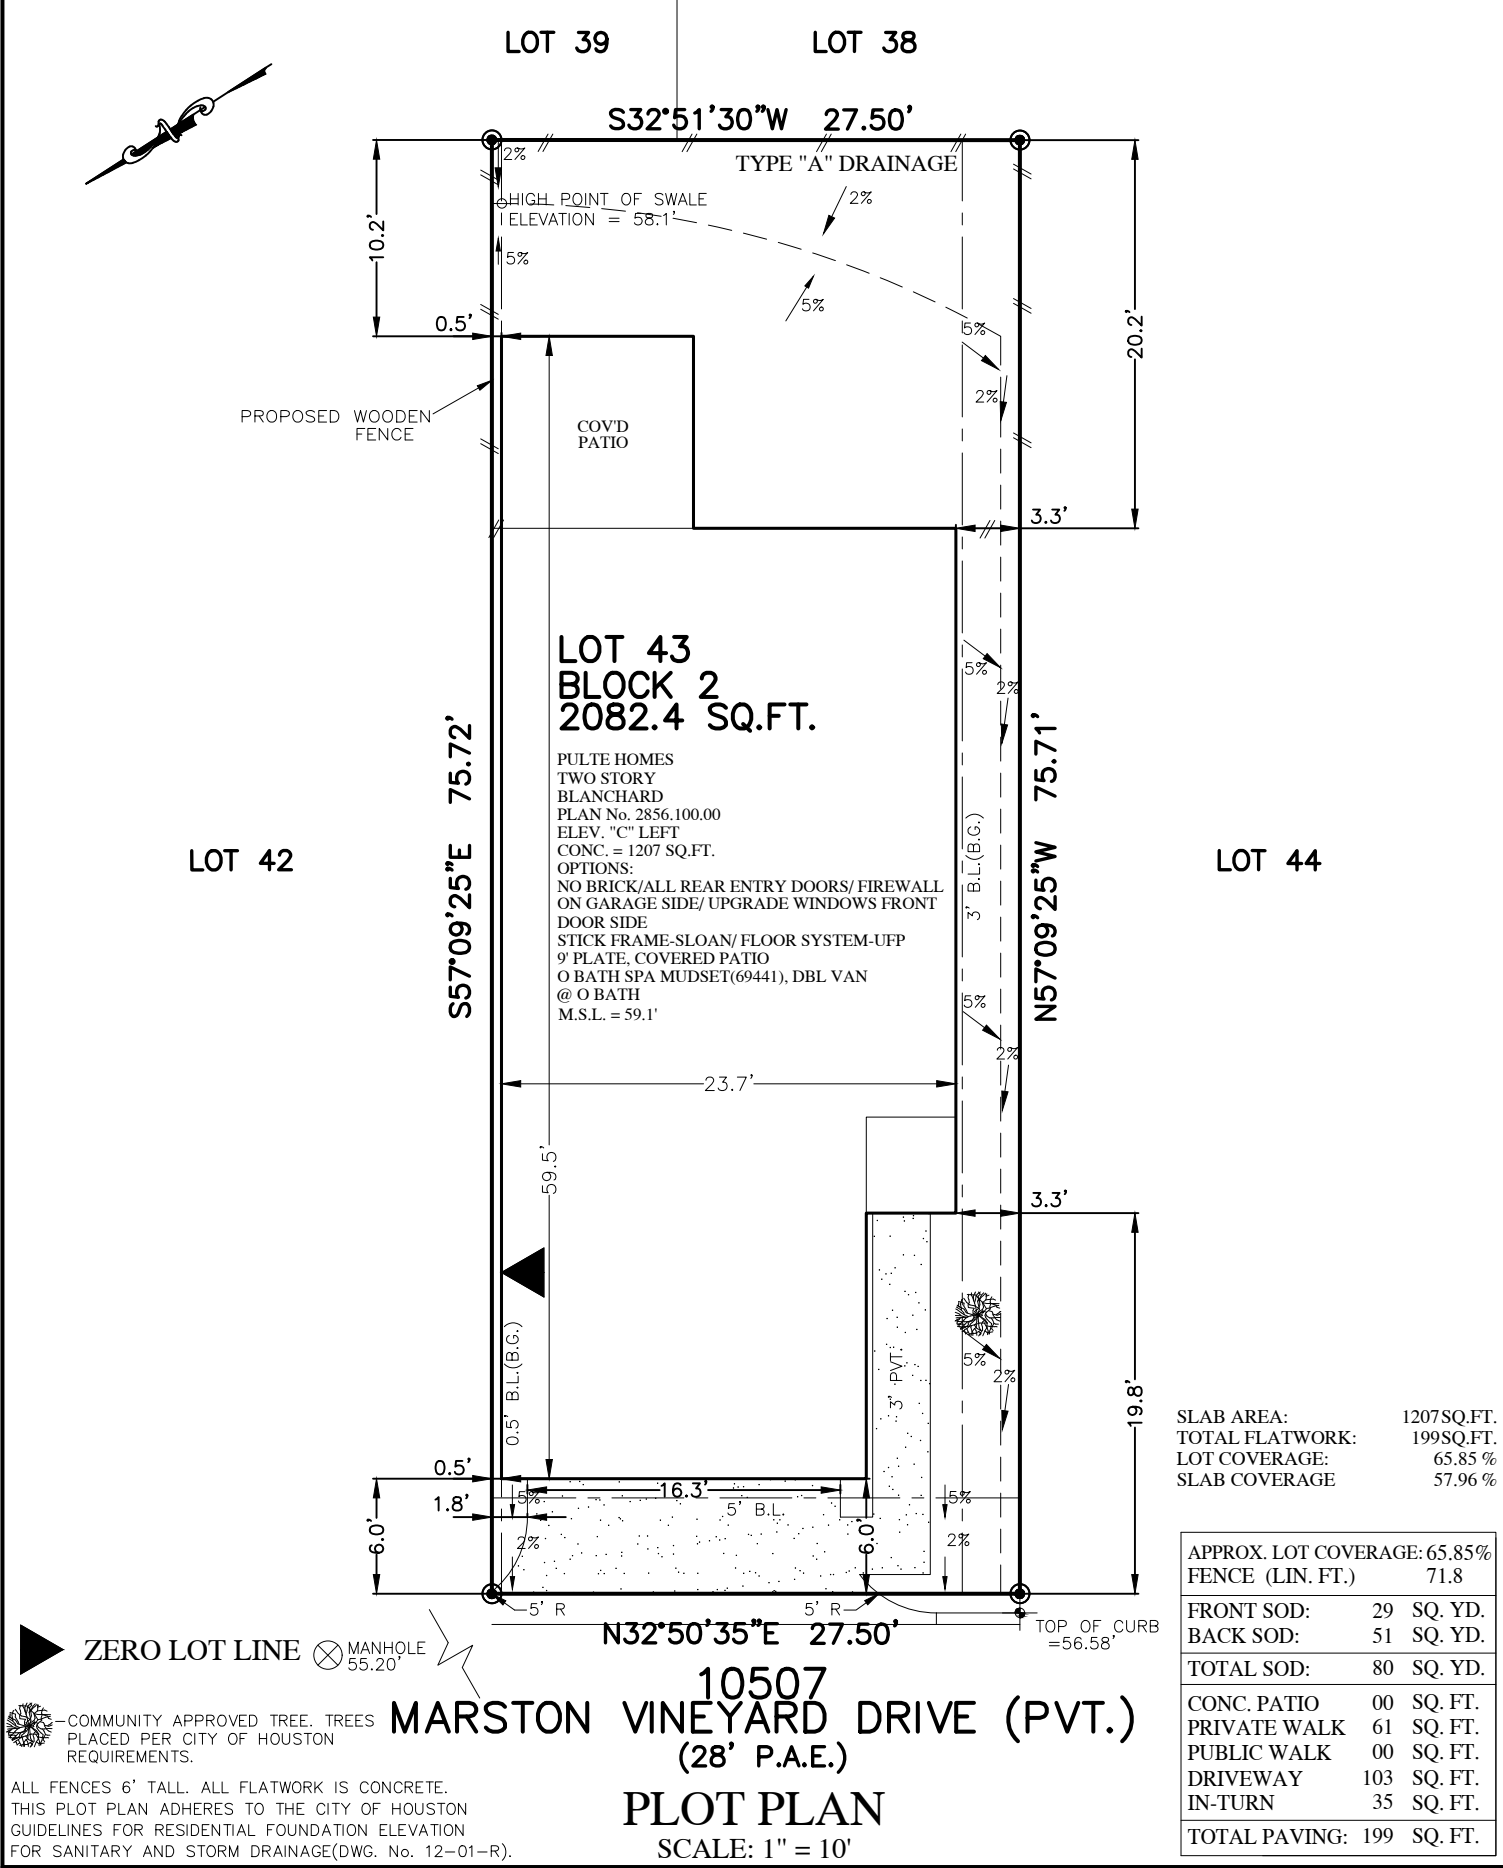 LOT 39
LOT 38
S32°51'30"W 27.50'
2%
TYPE "A" DRAINAGE
HIGH POINT OF SWALE
ELEVATION = 58.1'
2%
10.2'
5%
5%
0.5'
5%
20.2'
2%
PROPOSED WOODEN
FENCE
COV'D
PATIO
3.3'
LOT 43
BLOCK 2
2082.4 SQ.FT.
5%
2%
S57°09'25"E 75.72'
N57°09'25"W 75.71'
PULTE HOMES
TWO STORY
BLANCHARD
PLAN No. 2856.100.00
ELEV. "C" LEFT
CONC. = 1207 SQ.FT.
OPTIONS:
NO BRICK/ALL REAR ENTRY DOORS/ FIREWALL
ON GARAGE SIDE/ UPGRADE WINDOWS FRONT
DOOR SIDE
STICK FRAME-SLOAN/ FLOOR SYSTEM-UFP
9' PLATE, COVERED PATIO
O BATH SPA MUDSET(69441), DBL VAN
@ O BATH
M.S.L. = 59.1'
3' B.L.(B.G.)
LOT 42
LOT 44
5%
2%
23.7'
59.5'
3.3'
0.5' B.L.(B.G.)
3' PVT.
5%
2%
19.8'
0.5'
1.8'
16.3'
5' B.L.
5%
5%
2%
2%
6.0'
6.0'
5' R
5' R
N32°50'35"E 27.50'
TOP OF CURB
=56.58'
SLAB AREA: 1207SQ.FT.
TOTAL FLATWORK: 199SQ.FT.
LOT COVERAGE: 65.85 %
SLAB COVERAGE 57.96 %
APPROX. LOT COVERAGE: 65.85%
FENCE (LIN. FT.) 71.8
FRONT SOD: 29 SQ. YD.
BACK SOD: 51 SQ. YD.
TOTAL SOD: 80 SQ. YD.
CONC. PATIO 00 SQ. FT.
PRIVATE WALK 61 SQ. FT.
PUBLIC WALK 00 SQ. FT.
DRIVEWAY 103 SQ. FT.
IN-TURN 35 SQ. FT.
TOTAL PAVING: 199 SQ. FT.
ZERO LOT LINE
MANHOLE
55.20'
10507
MARSTON VINEYARD DRIVE (PVT.)
(28' P.A.E.)
COMMUNITY APPROVED TREE. TREES
PLACED PER CITY OF HOUSTON
REQUIREMENTS.
ALL FENCES 6' TALL. ALL FLATWORK IS CONCRETE.
THIS PLOT PLAN ADHERES TO THE CITY OF HOUSTON
GUIDELINES FOR RESIDENTIAL FOUNDATION ELEVATION
FOR SANITARY AND STORM DRAINAGE(DWG. No. 12-01-R).
PLOT PLAN
SCALE: 1" = 10'